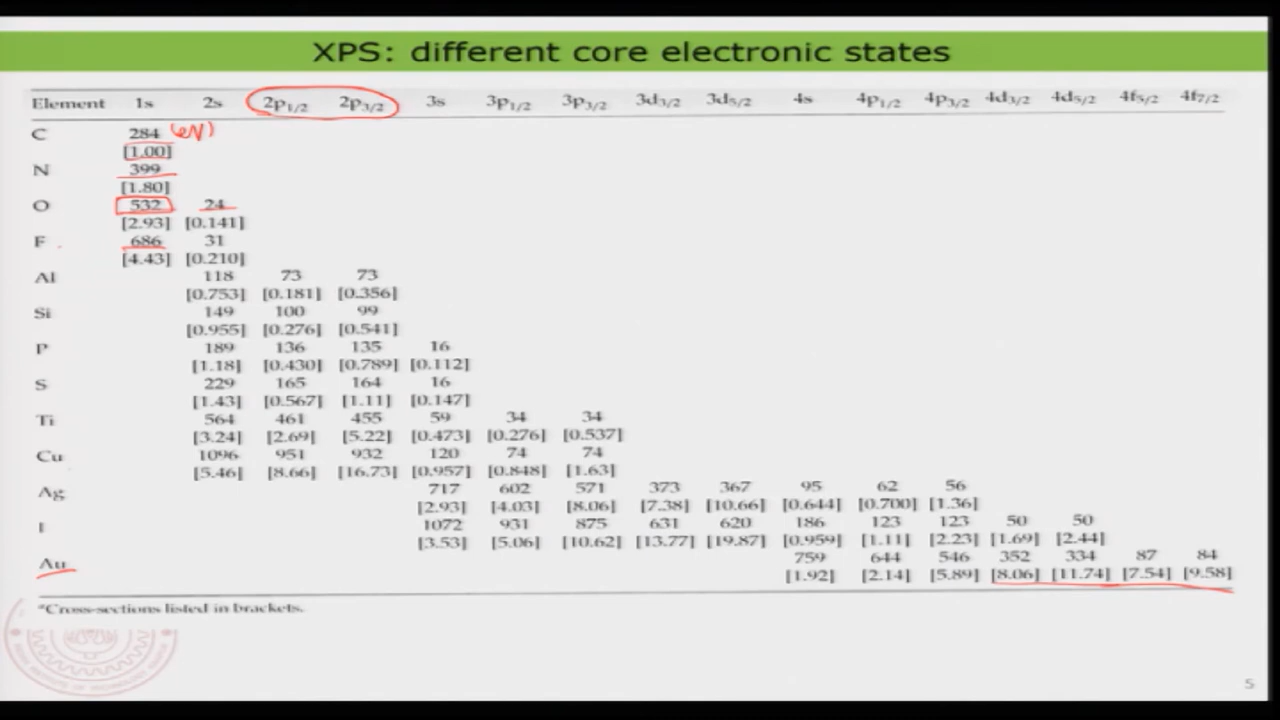 XPS: different core electronic states
Element 1s 2s 2p1/2 2p3/2 3s 3p1/2 3p3/2 3d3/2 3d5/2 4s 4p1/2 4p3/2 4d3/2 4d5/2 4f5/2 4f7/2
C 284 (eV)
[1.00]
N 399
[1.80]
O 532 24
[2.93] [0.141]
F 686 31
[4.43] [0.210]
Al 118 73 73
[0.753] [0.181] [0.356]
Si 149 100 99
[0.955] [0.276] [0.541]
P 189 136 135 16
[1.18] [0.430] [0.789] [0.112]
S 229 165 164 16
[1.43] [0.567] [1.11] [0.147]
Ti 564 461 455 59 34 34
[3.24] [2.69] [5.22] [0.473] [0.276] [0.537]
Cu 1096 951 932 120 74 74
[5.46] [8.66] [16.73] [0.957] [0.848] [1.63]
Ag 717 602 571 373 367 95 62 56
[2.93] [4.03] [8.06] [7.38] [10.66] [0.644] [0.700] [1.36]
I 1072 931 875 631 620 186 123 123 50 50
[3.53] [5.06] [10.62] [13.77] [19.87] [0.959] [1.11] [2.23] [1.69] [2.44]
Au 759 644 546 352 334 87 84
[1.92] [2.14] [5.89] [8.06] [11.74] [7.54] [9.58]
aCross-sections listed in brackets.
5